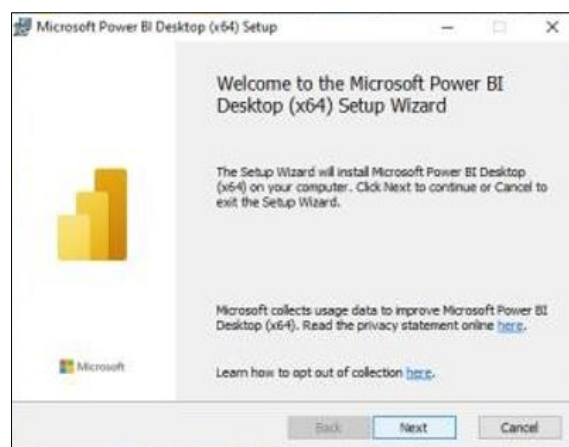 Microsoft Power BI Desktop (x64) Setup
Welcome to the Microsoft Power BI
Desktop (x64) Setup Wizard
The Setup Wizard will install Microsoft Power BI Desktop
(x64) on your computer. Click Next to continue or Cancel to
exit the Setup Wizard.
Microsoft collects usage data to improve Microsoft Power BI
Desktop (x64). Read the privacy statement online here.
Microsoft
Learn how to opt out of collection here.
Back Next Cancel